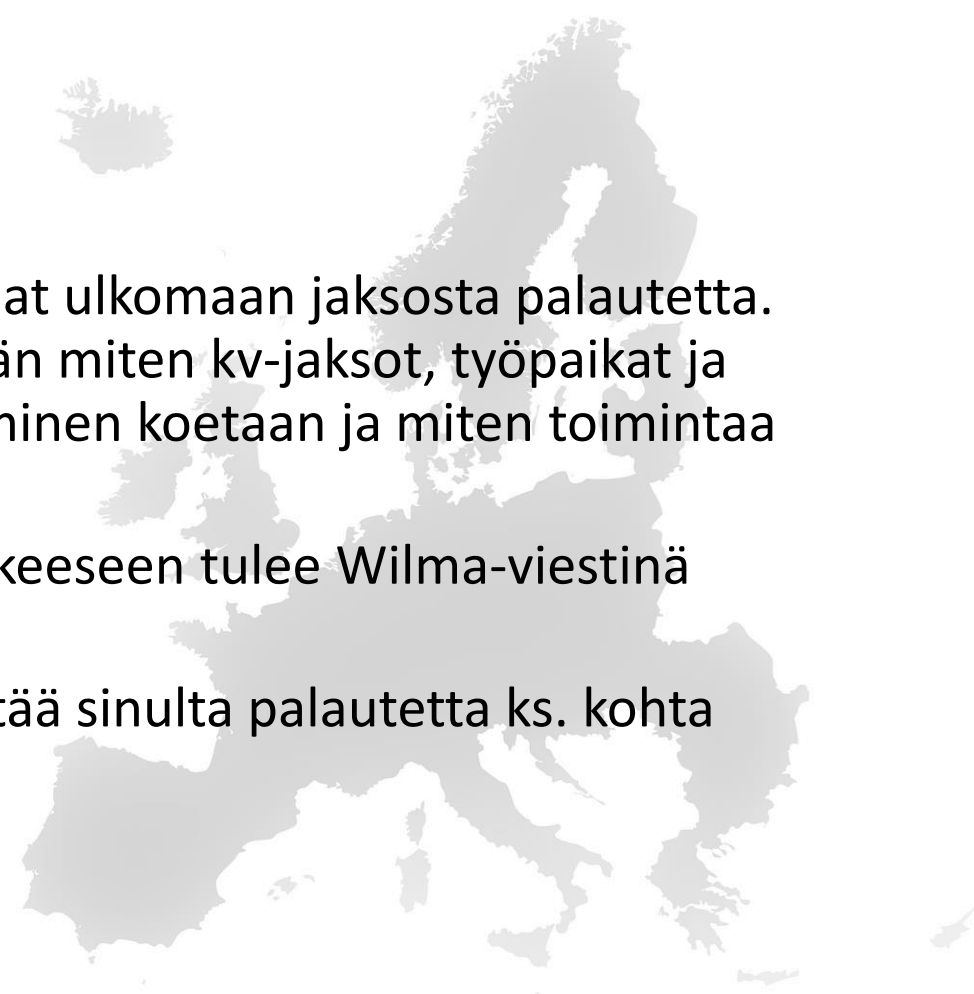 at ulkomaan jaksosta palautetta.
än miten kv-jaksot, työpaikat ja
ninen koetaan ja miten toimintaa
keeseen tulee Wilma-viestinä
tää sinulta palautetta ks. kohta